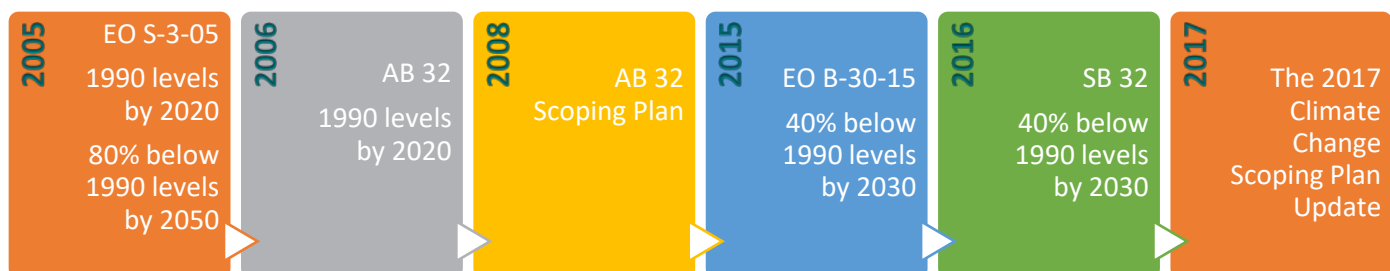 2005
EO S-3-05
1990 levels
by 2020
80% below
1990 levels
by 2050
2006
AB 32
1990 levels
by 2020
2008
AB 32
Scoping Plan
2015
EO B-30-15
40% below
1990 levels
by 2030
2016
SB 32
40% below
1990 levels
by 2030
2017
The 2017
Climate
Change
Scoping Plan
Update